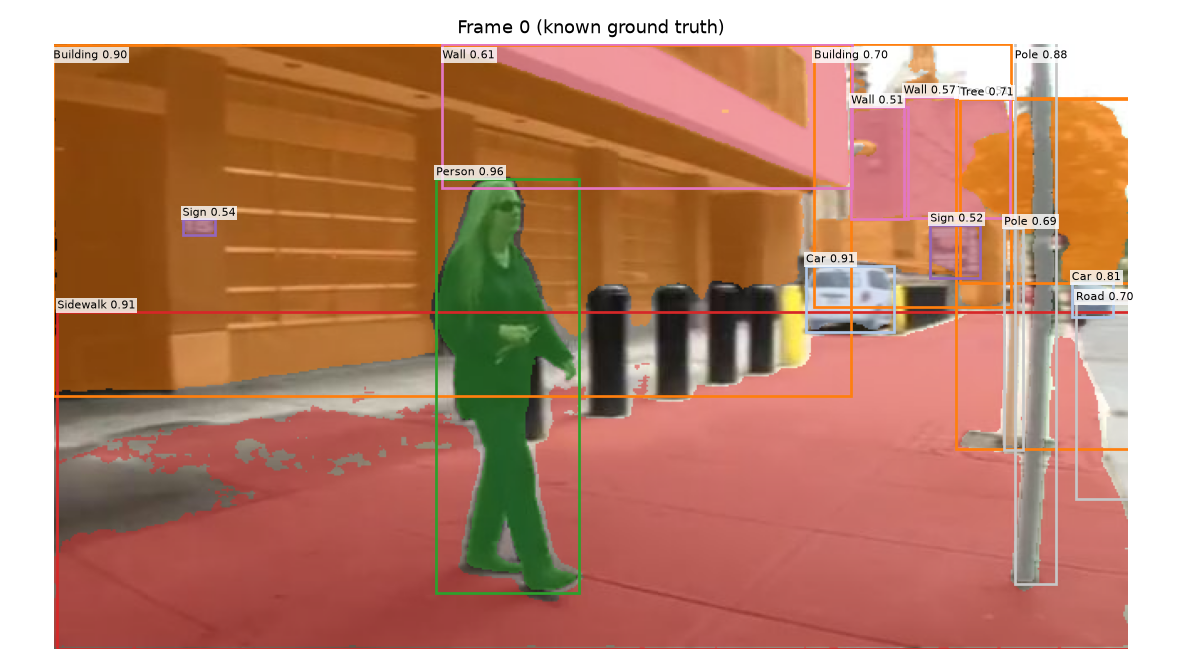 Frame 0 (known ground truth)
Building 0.90
Wall 0.61
Building 0.70
Pole 0.88
Wall 0.57
Tree 0.71
Wall 0.51
Person 0.96
Sign 0.54
Sign 0.52
Pole 0.69
Car 0.91
Car 0.81
Road 0.70
Sidewalk 0.91